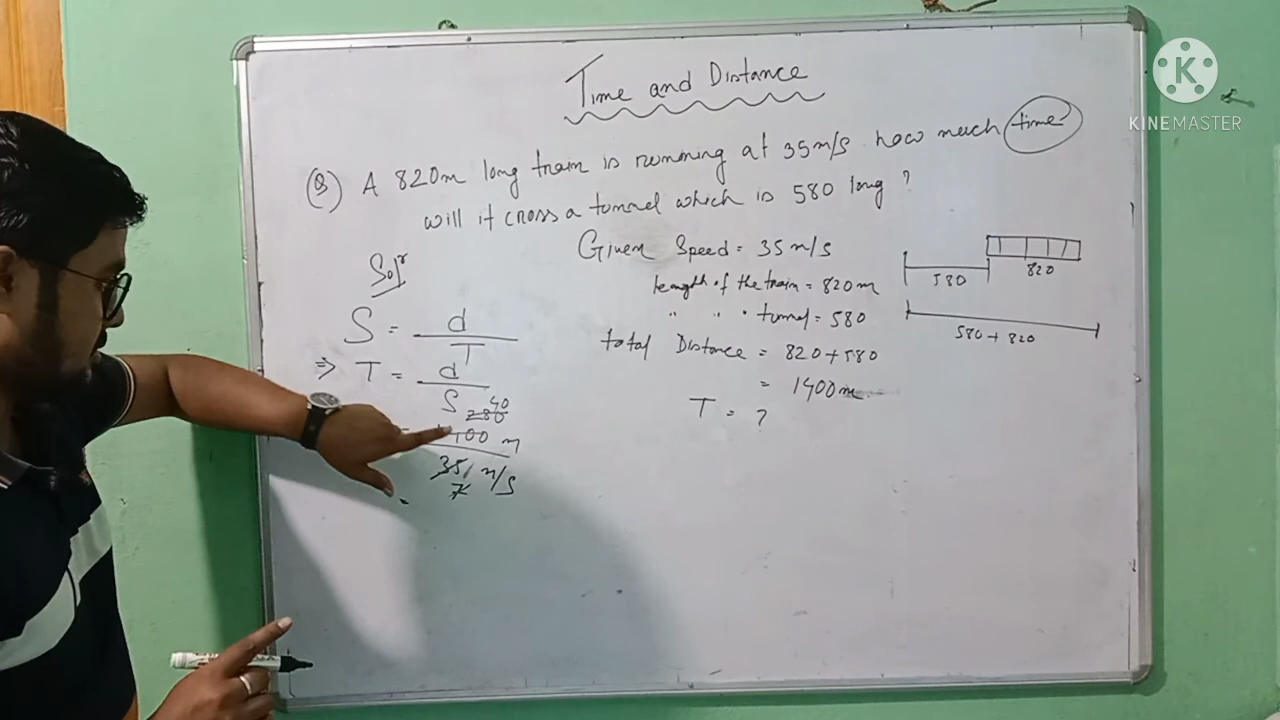 Time and Distance
K
KINEMASTER
(Q) A 820m long train is running at 35m/s how much time
will it cross a tunnel which is 580 long ?
Given Speed = 35 m/s
length of the train = 820m
" " " tunnel = 580
total Distance = 820+580
= 1400m
T = ?
580
820
580 + 820
Solⁿ
S = d / T
⇒ T = d / S
40
280
1400 m
35 m/s
7
=